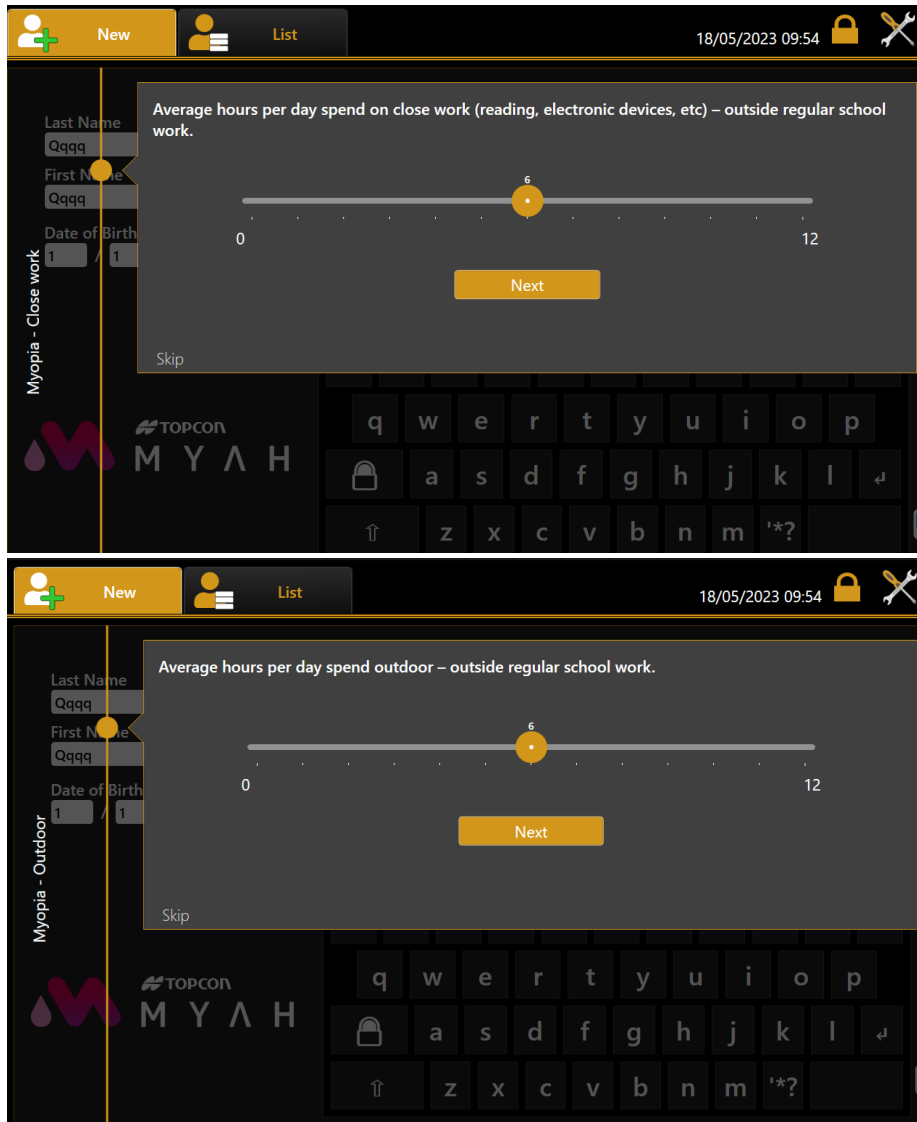 New
List
18/05/2023 09:54
Average hours per day spend on close work (reading, electronic devices, etc) – outside regular school
work.
Last Name
Qqqq
First Name
Qqqq
Date of Birth
1 / 1
6
0 12
Next
Skip
Myopia - Close work
TOPCON
MYAH
q w e r t y u i o p
a s d f g h j k l
z x c v b n m '*?
New
List
18/05/2023 09:54
Average hours per day spend outdoor – outside regular school work.
Last Name
Qqqq
First Name
Qqqq
Date of Birth
1 / 1
6
0 12
Next
Skip
Myopia - Outdoor
TOPCON
MYAH
q w e r t y u i o p
a s d f g h j k l
z x c v b n m '*?